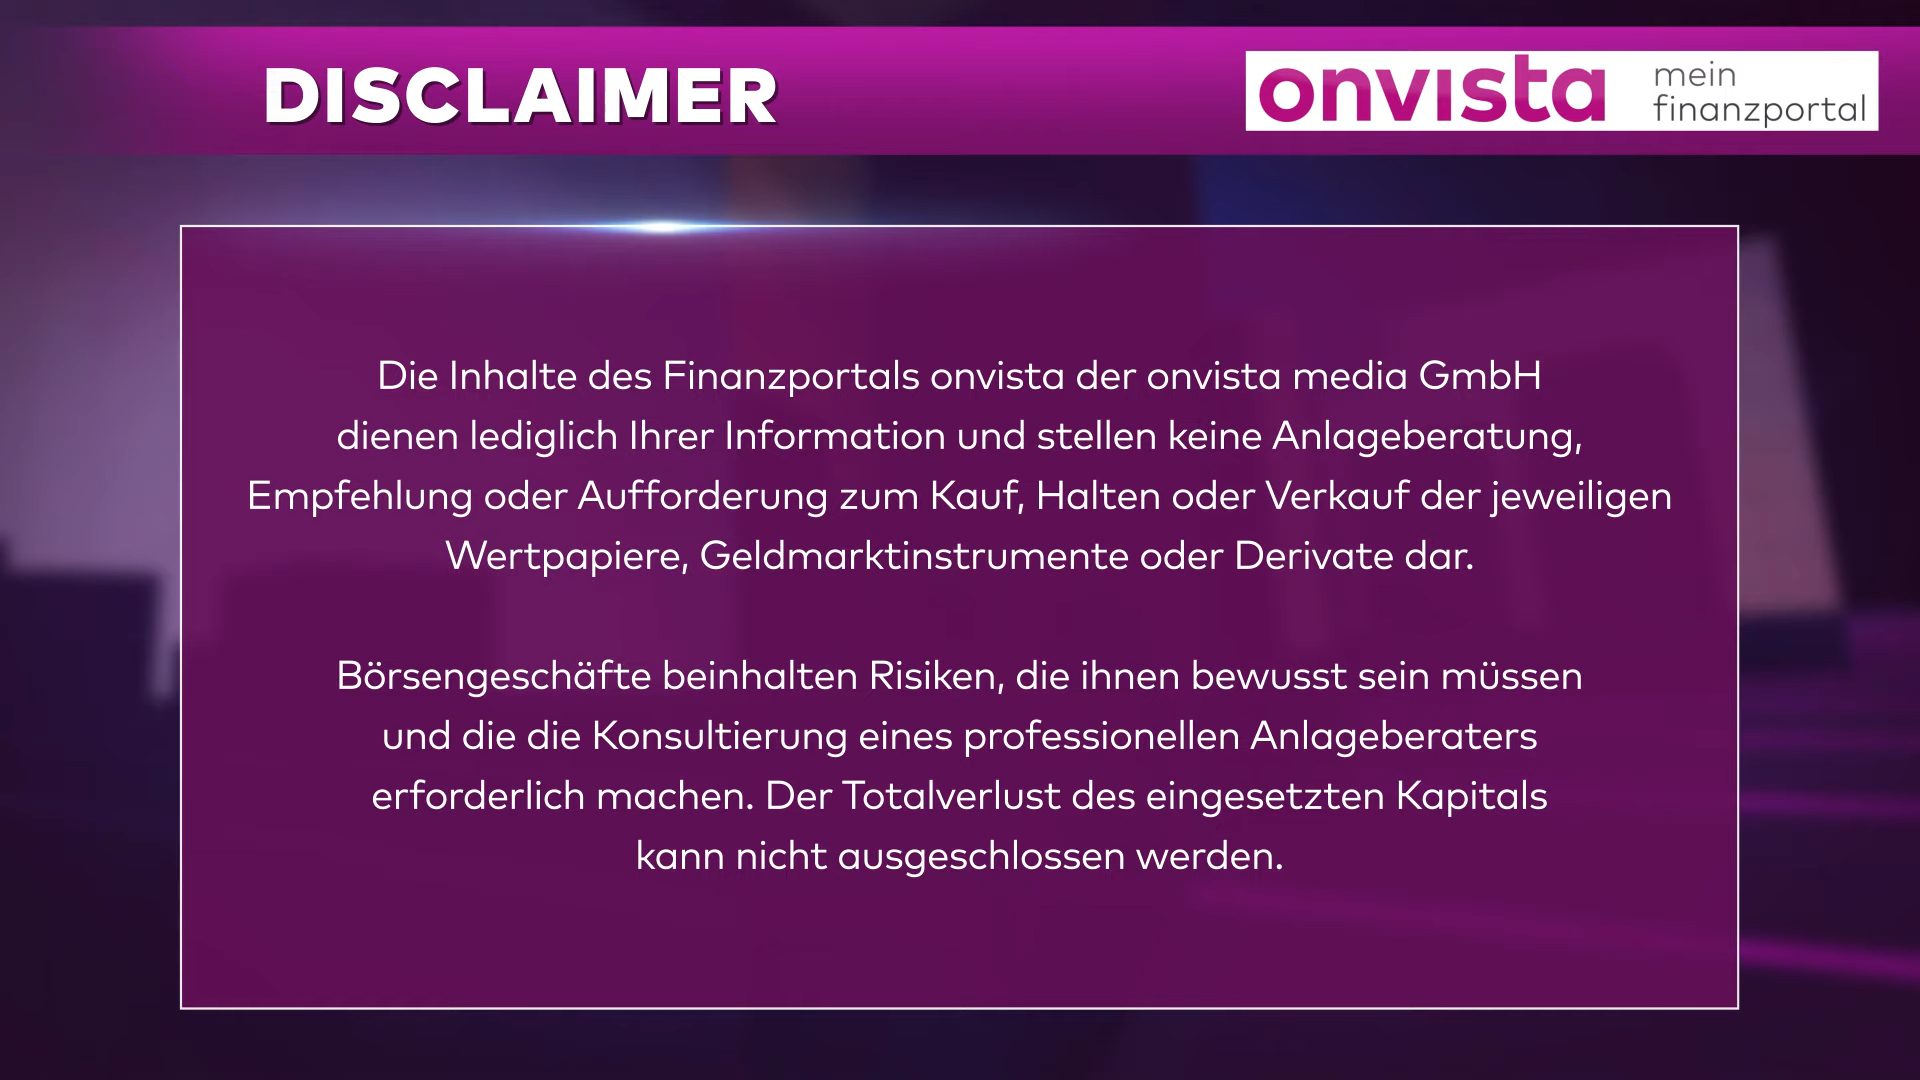 DISCLAIMER
onvista
mein
finanzportal
Die Inhalte des Finanzportals onvista der onvista media GmbH
dienen lediglich Ihrer Information und stellen keine Anlageberatung,
Empfehlung oder Aufforderung zum Kauf, Halten oder Verkauf der jeweiligen
Wertpapiere, Geldmarktinstrumente oder Derivate dar.
Börsengeschäfte beinhalten Risiken, die ihnen bewusst sein müssen
und die die Konsultierung eines professionellen Anlageberaters
erforderlich machen. Der Totalverlust des eingesetzten Kapitals
kann nicht ausgeschlossen werden.